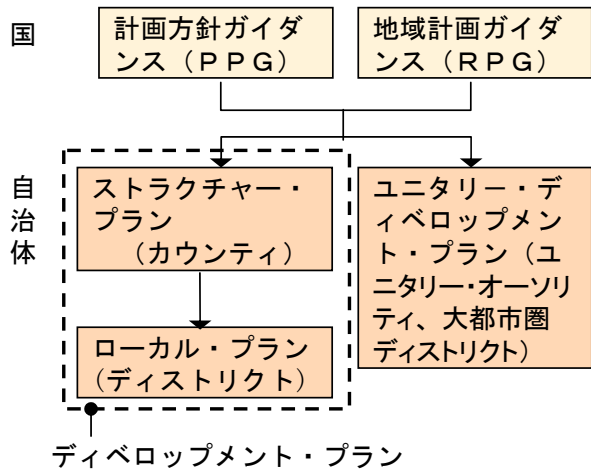 国
計画方針ガイ
ダンス（ＰＰＧ）
地域計画ガイダ
ンス（ＲＰＧ）
自
治
体
ストラクチャー・
プラン
（カウンティ）
ローカル・プラン
（ディストリクト）
ユニタリー・デ
ィベロップメン
ト・プラン（ユ
ニタリー・オーソリ
ティ、大都市圏
ディストリクト）
ディベロップメント・プラン